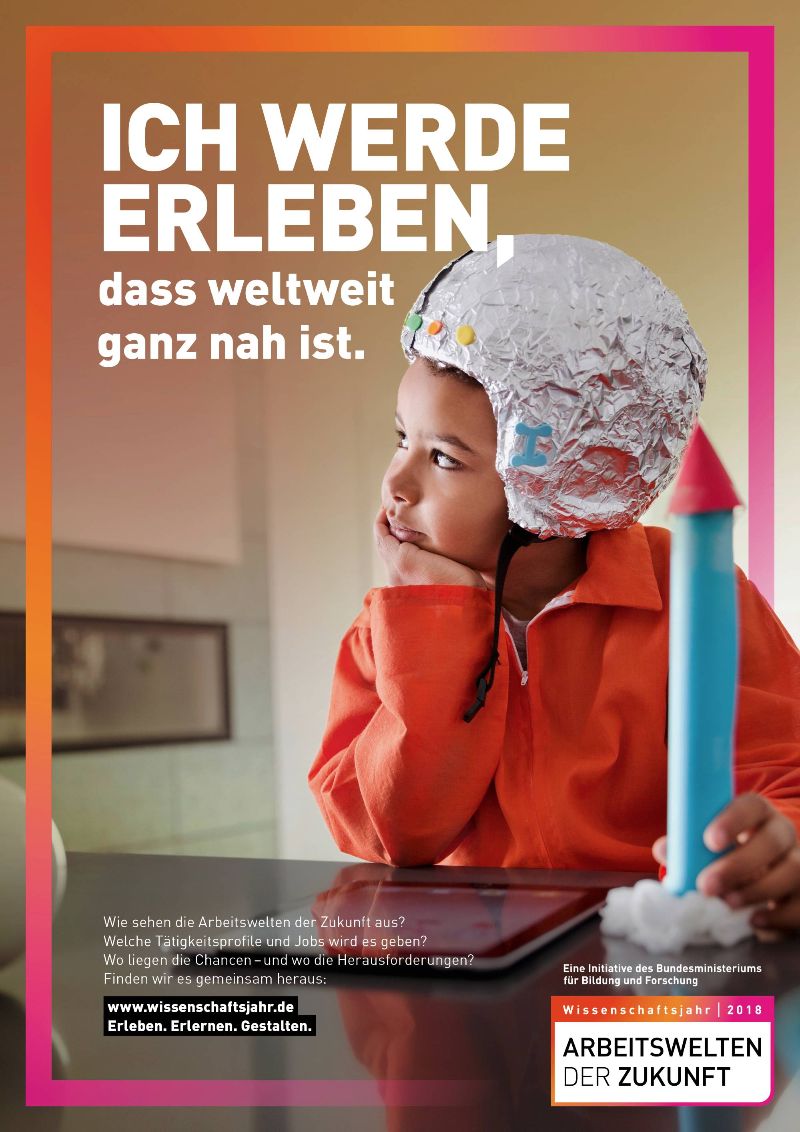 ICH WERDE
ERLEBEN,
dass weltweit
ganz nah ist.
I
Wie sehen die Arbeitswelten der Zukunft aus?
Welche Tätigkeitsprofile und Jobs wird es geben?
Wo liegen die Chancen – und wo die Herausforderungen?
Finden wir es gemeinsam heraus:
www.wissenschaftsjahr.de
Erleben. Erlernen. Gestalten.
Eine Initiative des Bundesministeriums
für Bildung und Forschung
Wissenschaftsjahr | 2018
ARBEITSWELTEN
DER ZUKUNFT